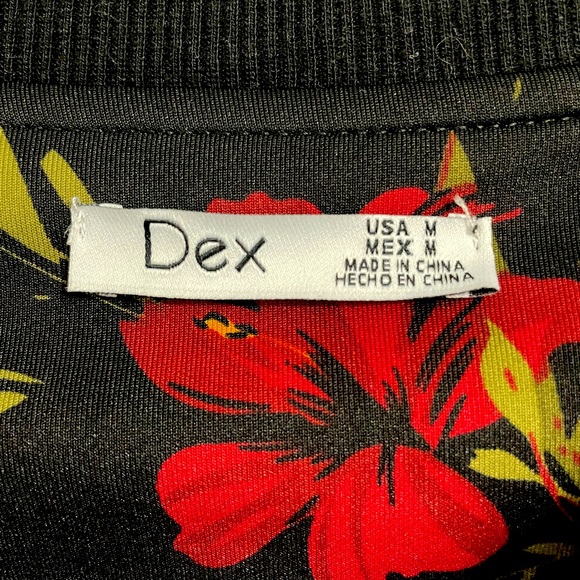 Dex
USA M
MEX M
MADE IN CHINA
HECHO EN CHINA